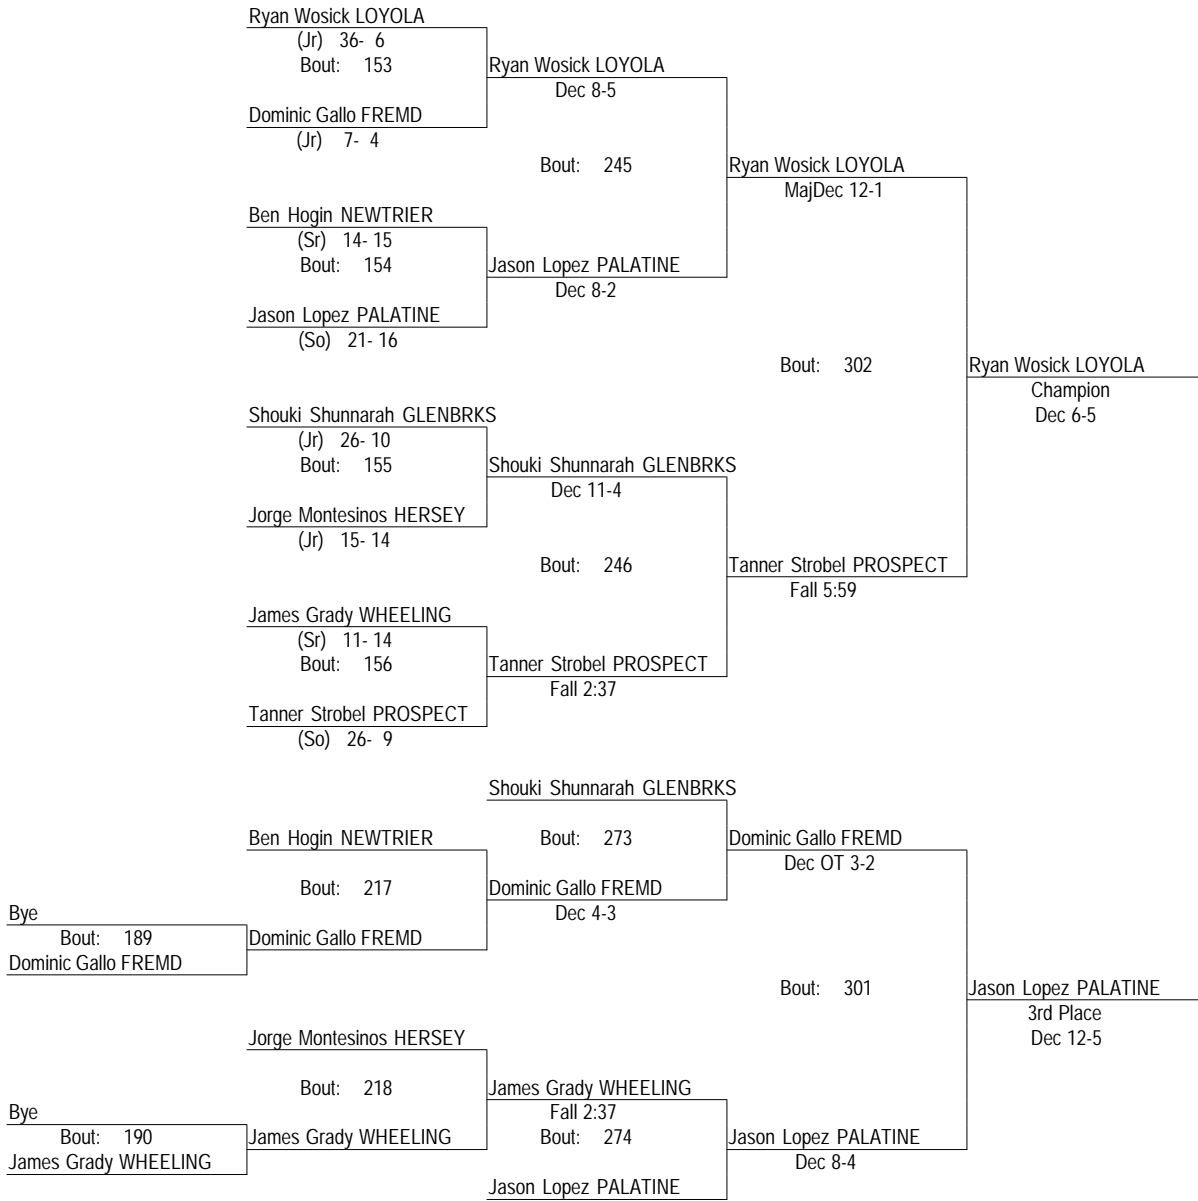 Ryan Wosick LOYOLA
(Jr) 36- 6
Bout: 153
Ryan Wosick LOYOLA
Dec 8-5
Dominic Gallo FREMD
(Jr) 7- 4
Bout: 245
Ryan Wosick LOYOLA
MajDec 12-1
Ben Hogin NEWTRIER
(Sr) 14- 15
Bout: 154
Jason Lopez PALATINE
Dec 8-2
Jason Lopez PALATINE
(So) 21- 16
Bout: 302
Ryan Wosick LOYOLA
Champion
Dec 6-5
Shouki Shunnarah GLENBRKS
(Jr) 26- 10
Bout: 155
Shouki Shunnarah GLENBRKS
Dec 11-4
Jorge Montesinos HERSEY
(Jr) 15- 14
Bout: 246
Tanner Strobel PROSPECT
Fall 5:59
James Grady WHEELING
(Sr) 11- 14
Bout: 156
Tanner Strobel PROSPECT
Fall 2:37
Tanner Strobel PROSPECT
(So) 26- 9
Shouki Shunnarah GLENBRKS
Ben Hogin NEWTRIER
Bout: 273
Dominic Gallo FREMD
Dec OT 3-2
Bout: 217
Dominic Gallo FREMD
Dec 4-3
Bye
Bout: 189
Dominic Gallo FREMD
Dominic Gallo FREMD
Bout: 301
Jason Lopez PALATINE
3rd Place
Dec 12-5
Jorge Montesinos HERSEY
Bout: 218
James Grady WHEELING
Fall 2:37
Bye
Bout: 190
James Grady WHEELING
James Grady WHEELING
Bout: 274
Jason Lopez PALATINE
Dec 8-4
Jason Lopez PALATINE